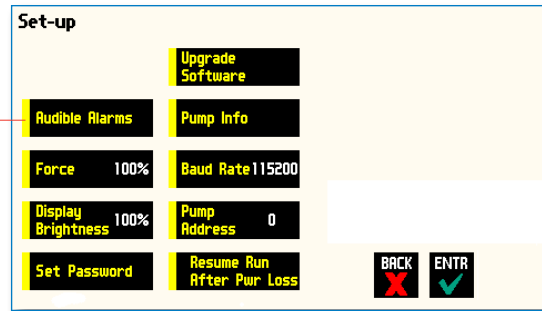 Set-up
Upgrade
Software
Audible Alarms
Pump Info
Force 100%
Baud Rate 115200
Display
Brightness 100%
Pump
Address 0
Set Password
Resume Run
After Pwr Loss
BACK
ENTR